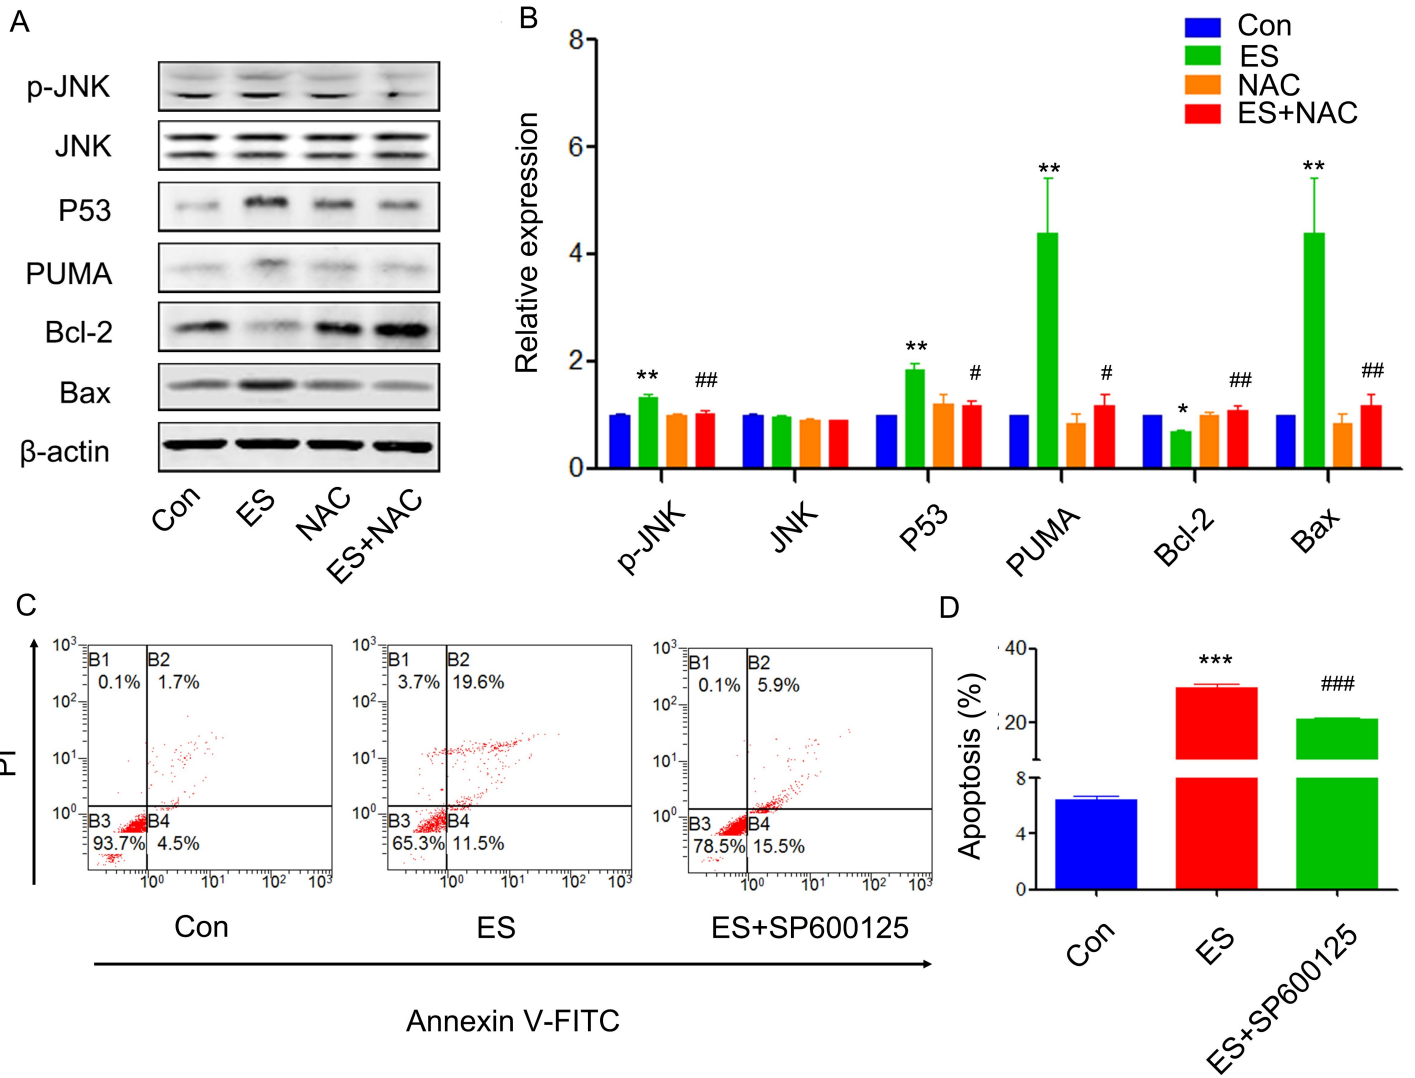 A
p-JNK
JNK
P53
PUMA
Bcl-2
Bax
β-actin
Con
ES
NAC
ES+NAC
B
Con
ES
NAC
ES+NAC
Relative expression
8
6
4
2
0
**
##
**
#
**
#
*
##
**
##
p-JNK
JNK
P53
PUMA
Bcl-2
Bax
C
PI
10³
10²
10¹
10⁰
B1
0.1%
B2
1.7%
B3
93.7%
B4
4.5%
10⁰ 10¹ 10² 10³
Con
10³
10²
10¹
10⁰
B1
3.7%
B2
19.6%
B3
65.3%
B4
11.5%
10⁰ 10¹ 10² 10³
ES
10³
10²
10¹
10⁰
B1
0.1%
B2
5.9%
B3
78.5%
B4
15.5%
10⁰ 10¹ 10² 10³
ES+SP600125
Annexin V-FITC
D
Apoptosis (%)
40
20
8
4
0
***
###
Con
ES
ES+SP600125